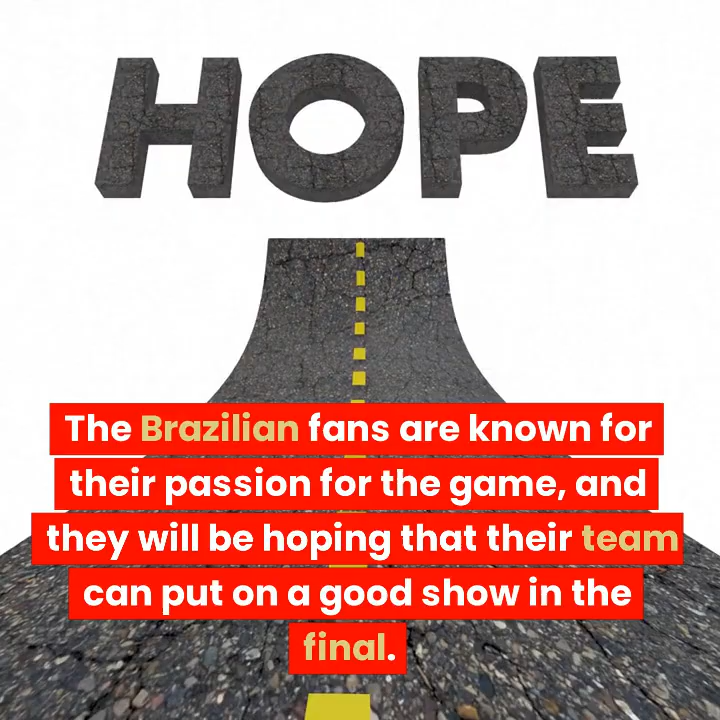 HOPE
The Brazilian fans are known for
their passion for the game, and
they will be hoping that their team
can put on a good show in the
final.